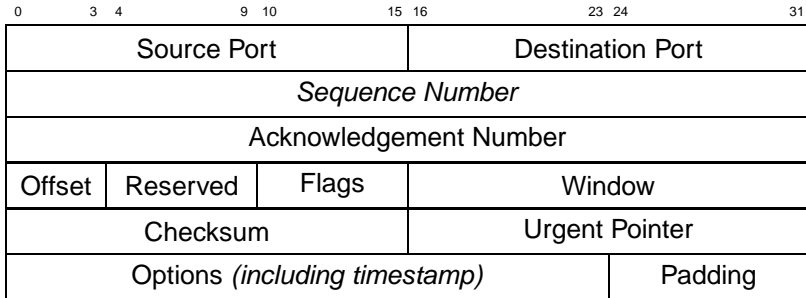 0 3 4 9 10 15 16 23 24 31
Source Port Destination Port
Sequence Number
Acknowledgement Number
Offset Reserved Flags Window
Checksum Urgent Pointer
Options (including timestamp) Padding